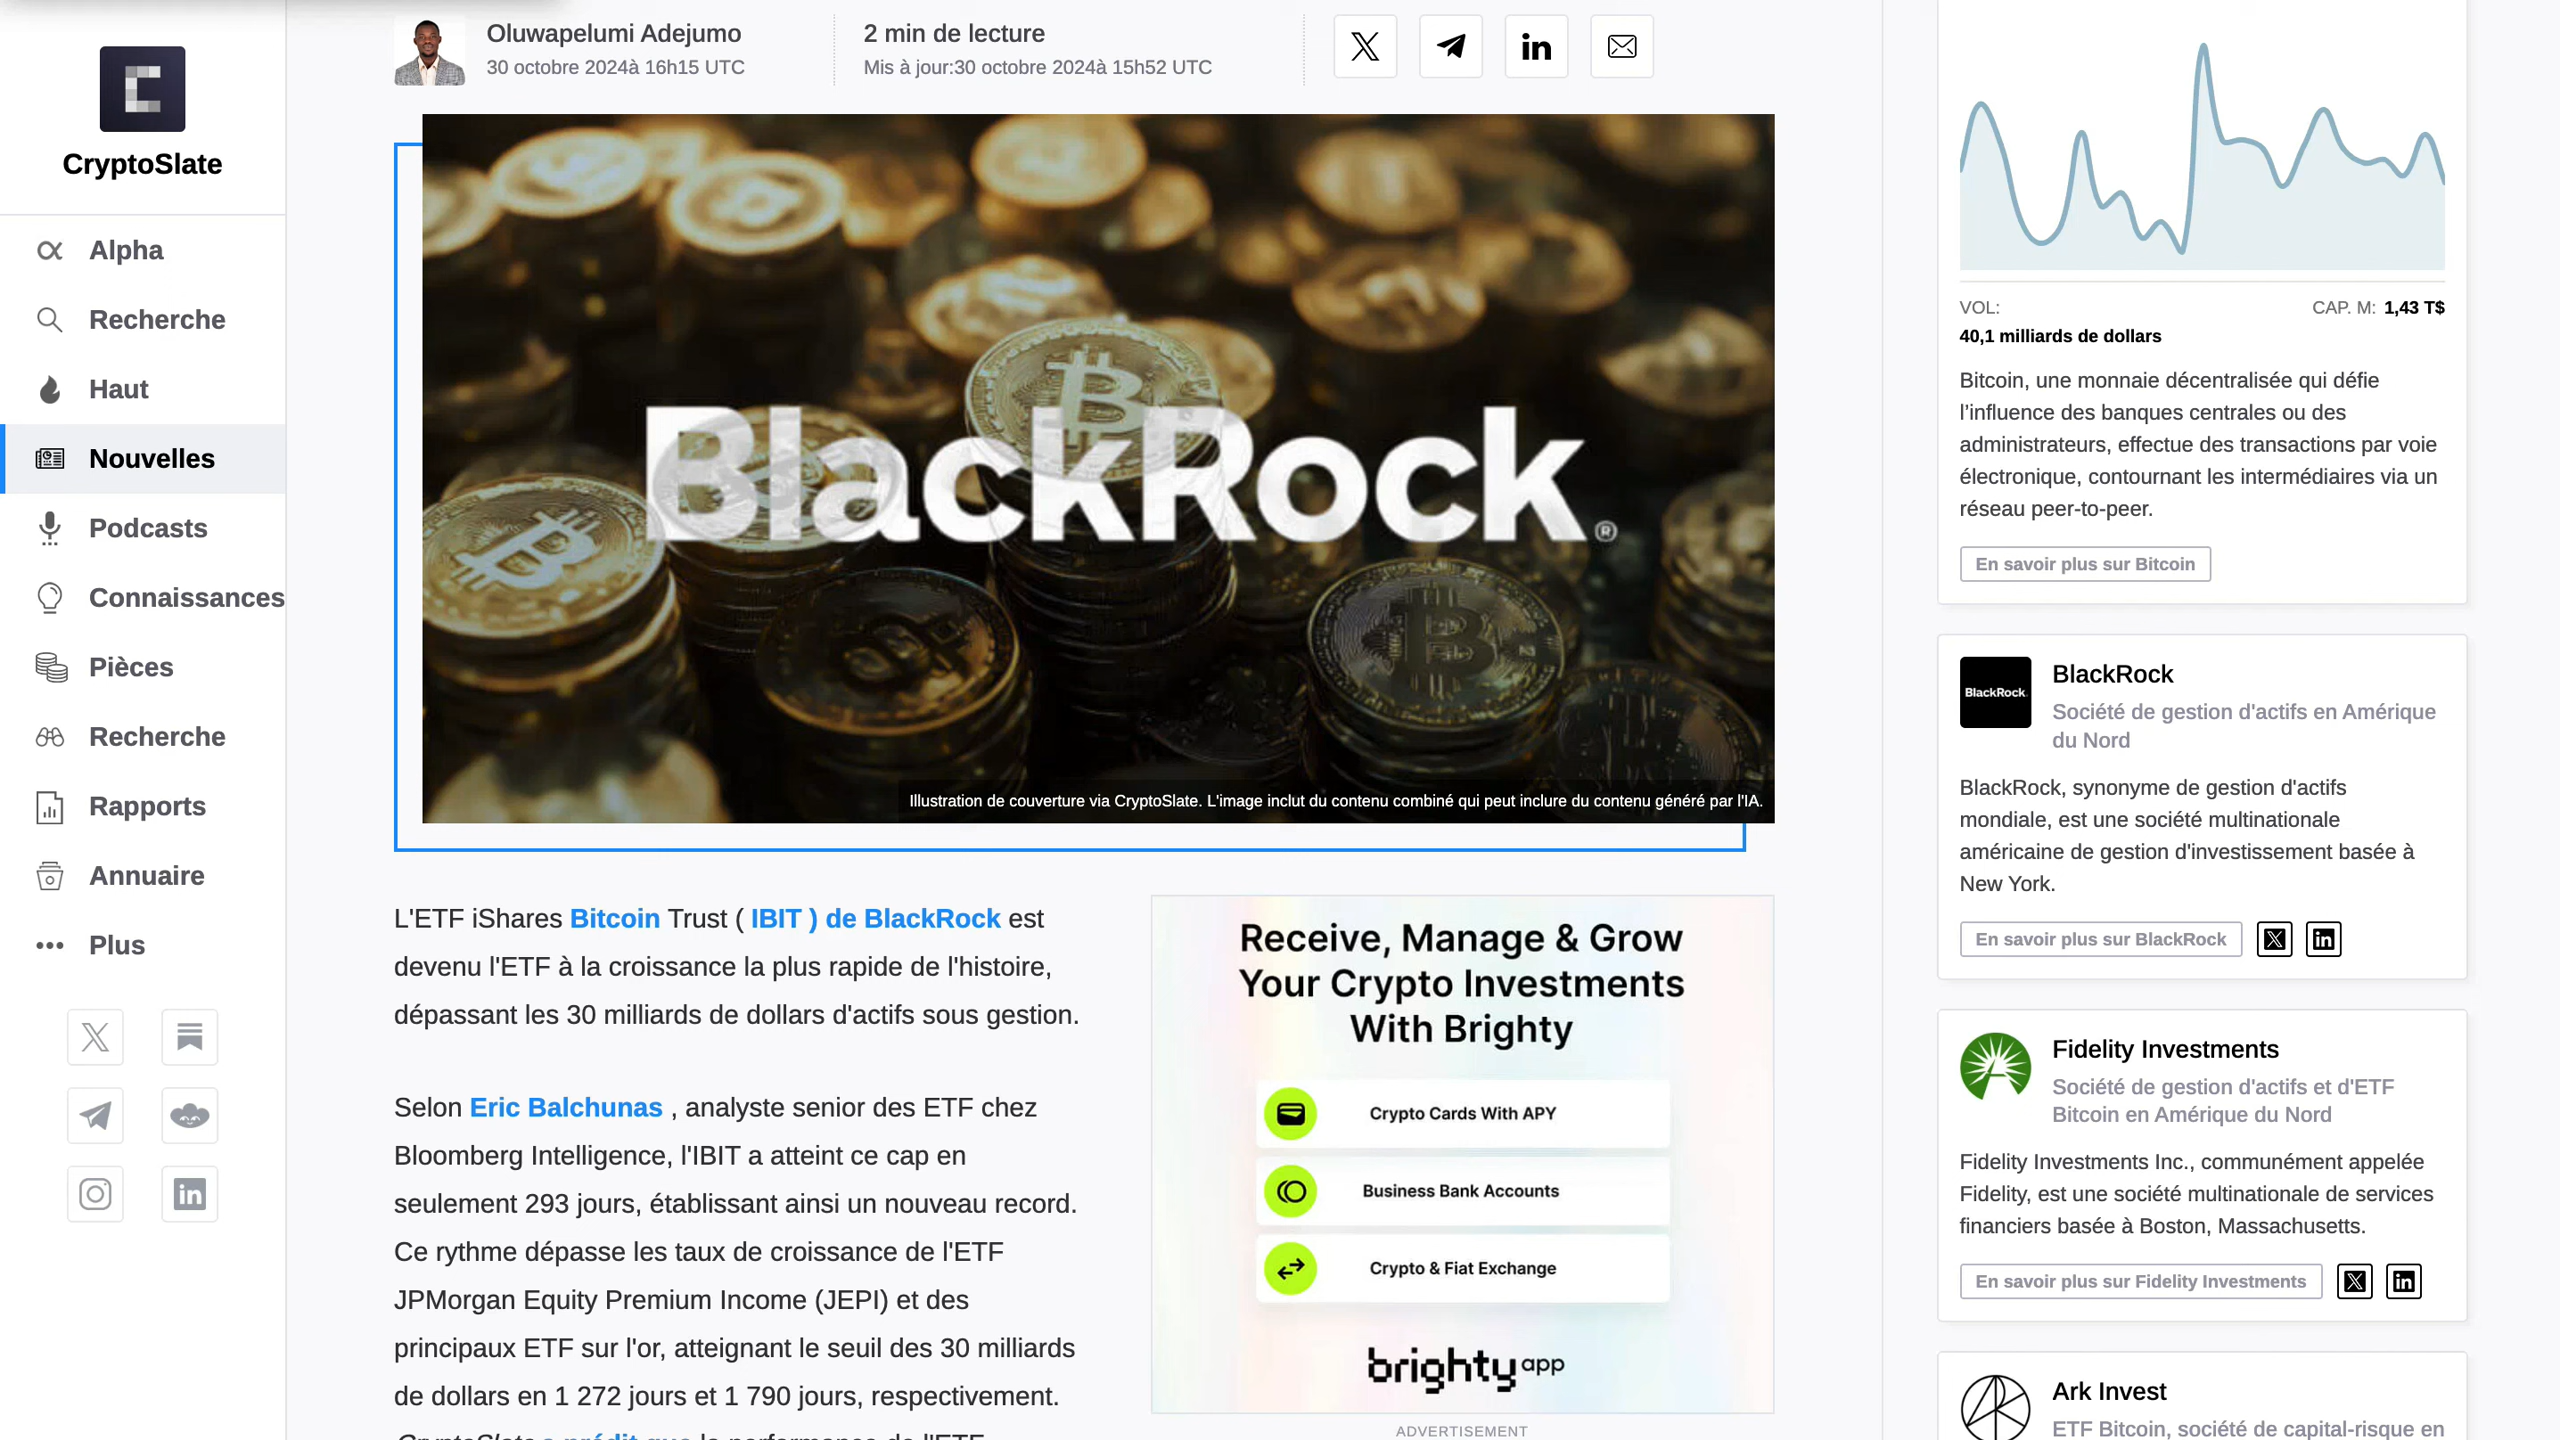 CryptoSlate
Alpha
Recherche
Haut
Nouvelles
Podcasts
Connaissances
Pièces
Recherche
Rapports
Annuaire
Plus
Oluwapelumi Adejumo
30 octobre 2024à 16h15 UTC
2 min de lecture
Mis à jour:30 octobre 2024à 15h52 UTC
BlackRock®
Illustration de couverture via CryptoSlate. L'image inclut du contenu combiné qui peut inclure du contenu généré par l'IA.
L'ETF iShares Bitcoin Trust ( IBIT ) de BlackRock est
devenu l'ETF à la croissance la plus rapide de l'histoire,
dépassant les 30 milliards de dollars d'actifs sous gestion.
Selon Eric Balchunas , analyste senior des ETF chez
Bloomberg Intelligence, l'IBIT a atteint ce cap en
seulement 293 jours, établissant ainsi un nouveau record.
Ce rythme dépasse les taux de croissance de l'ETF
JPMorgan Equity Premium Income (JEPI) et des
principaux ETF sur l'or, atteignant le seuil des 30 milliards
de dollars en 1 272 jours et 1 790 jours, respectivement.
CryptoSlate a prédit que la performance de l'ETF
Receive, Manage & Grow
Your Crypto Investments
With Brighty
Crypto Cards With APY
Business Bank Accounts
Crypto & Fiat Exchange
brighty app
ADVERTISEMENT
VOL:
40,1 milliards de dollars
CAP. M: 1,43 T$
Bitcoin, une monnaie décentralisée qui défie
l'influence des banques centrales ou des
administrateurs, effectue des transactions par voie
électronique, contournant les intermédiaires via un
réseau peer-to-peer.
En savoir plus sur Bitcoin
BlackRock
BlackRock
Société de gestion d'actifs en Amérique
du Nord
BlackRock, synonyme de gestion d'actifs
mondiale, est une société multinationale
américaine de gestion d'investissement basée à
New York.
En savoir plus sur BlackRock
Fidelity Investments
Société de gestion d'actifs et d'ETF
Bitcoin en Amérique du Nord
Fidelity Investments Inc., communément appelée
Fidelity, est une société multinationale de services
financiers basée à Boston, Massachusetts.
En savoir plus sur Fidelity Investments
Ark Invest
ETF Bitcoin, société de capital-risque en